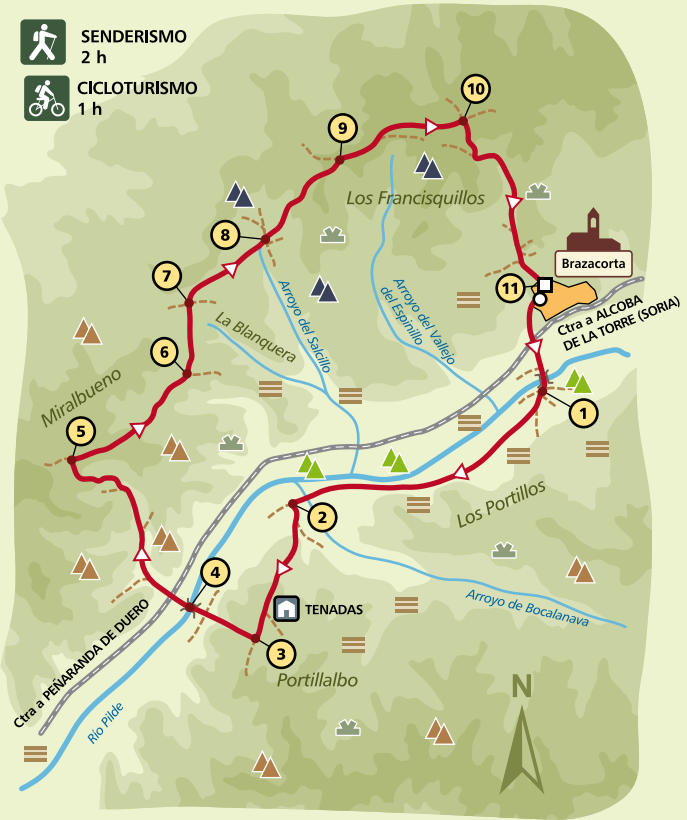 SENDERISMO
2 h
CICLOTURISMO
1 h
10
9
Los Francisquillos
8
Brazacorta
7
11
Arroyo del Salcillo
Arroyo del Vallejo
del Espinillo
Ctra a ALCOBA
DE LA TORRE (SORIA)
La Blanquera
6
Miralbueno
5
1
Los Portillos
2
4
Arroyo de Bocalanava
TENADAS
3
Portillalbo
Ctra a PEÑARANDA DE DUERO
Río Pilde
N